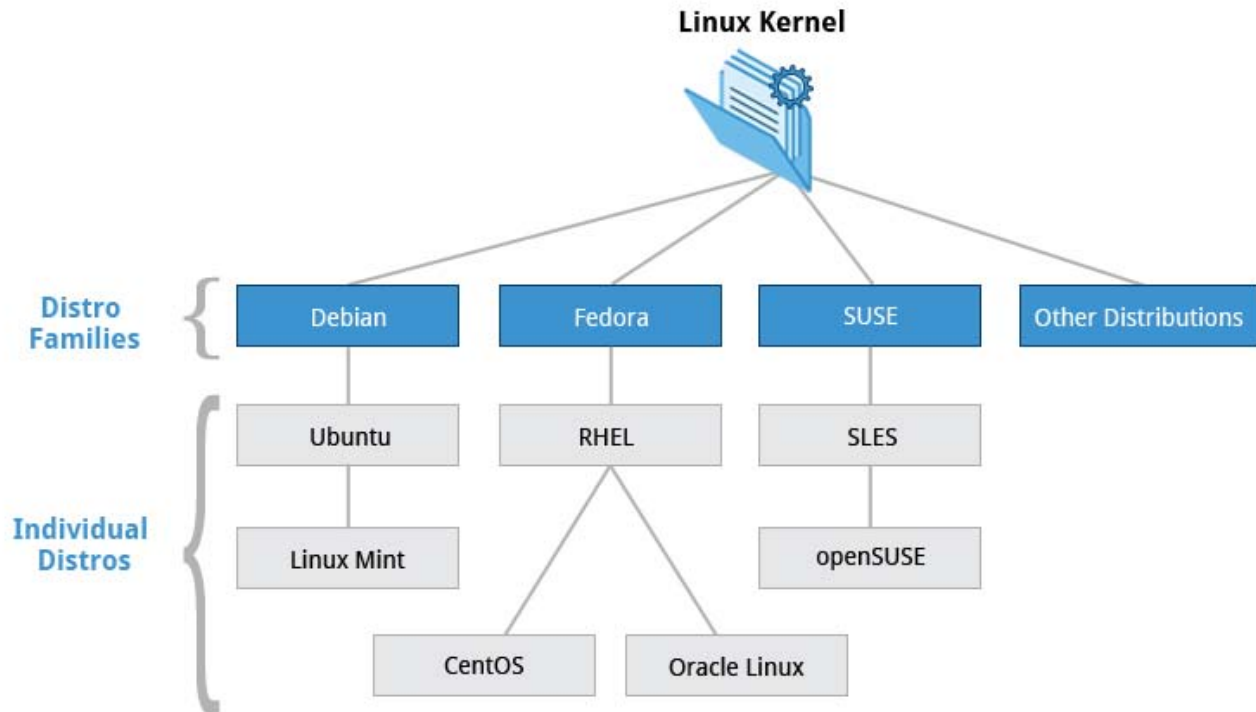 Linux Kernel
Distro
Families
Debian
Fedora
SUSE
Other Distributions
Individual
Distros
Ubuntu
RHEL
SLES
Linux Mint
openSUSE
CentOS
Oracle Linux